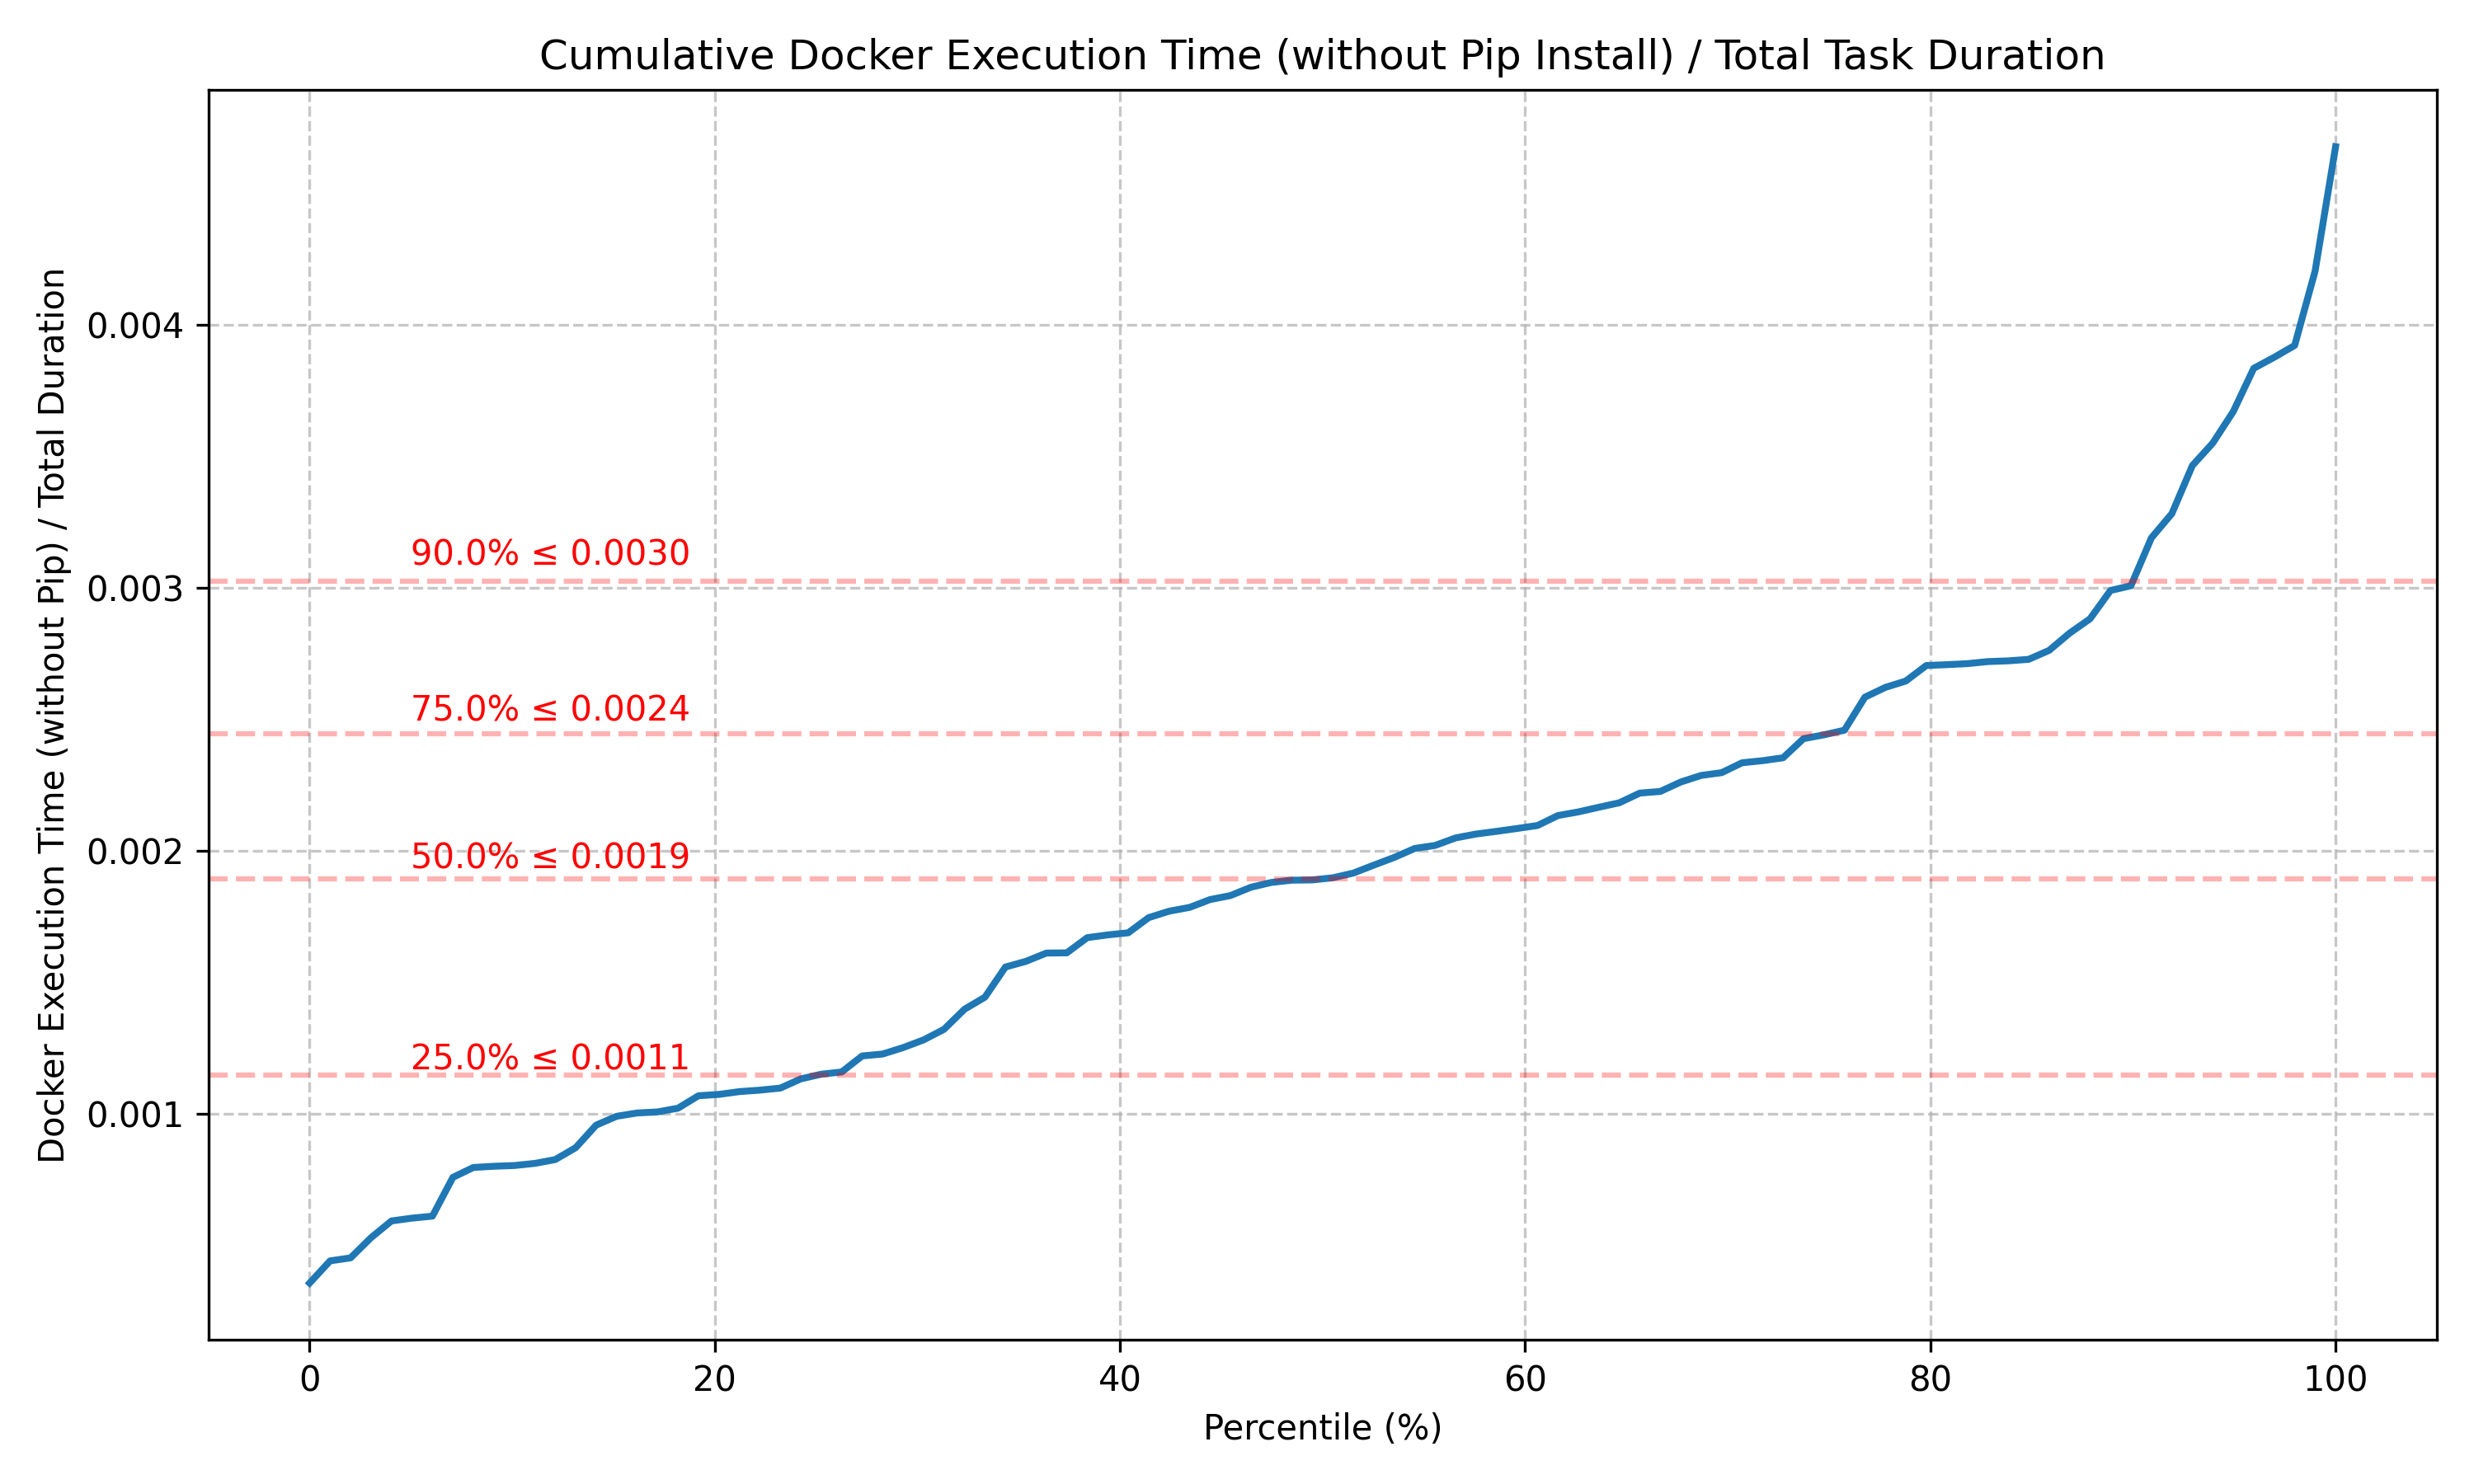 Cumulative Docker Execution Time (without Pip Install) / Total Task Duration
Docker Execution Time (without Pip) / Total Duration
0.004
0.003
0.002
0.001
90.0% ≤ 0.0030
75.0% ≤ 0.0024
50.0% ≤ 0.0019
25.0% ≤ 0.0011
0 20 40 60 80 100
Percentile (%)